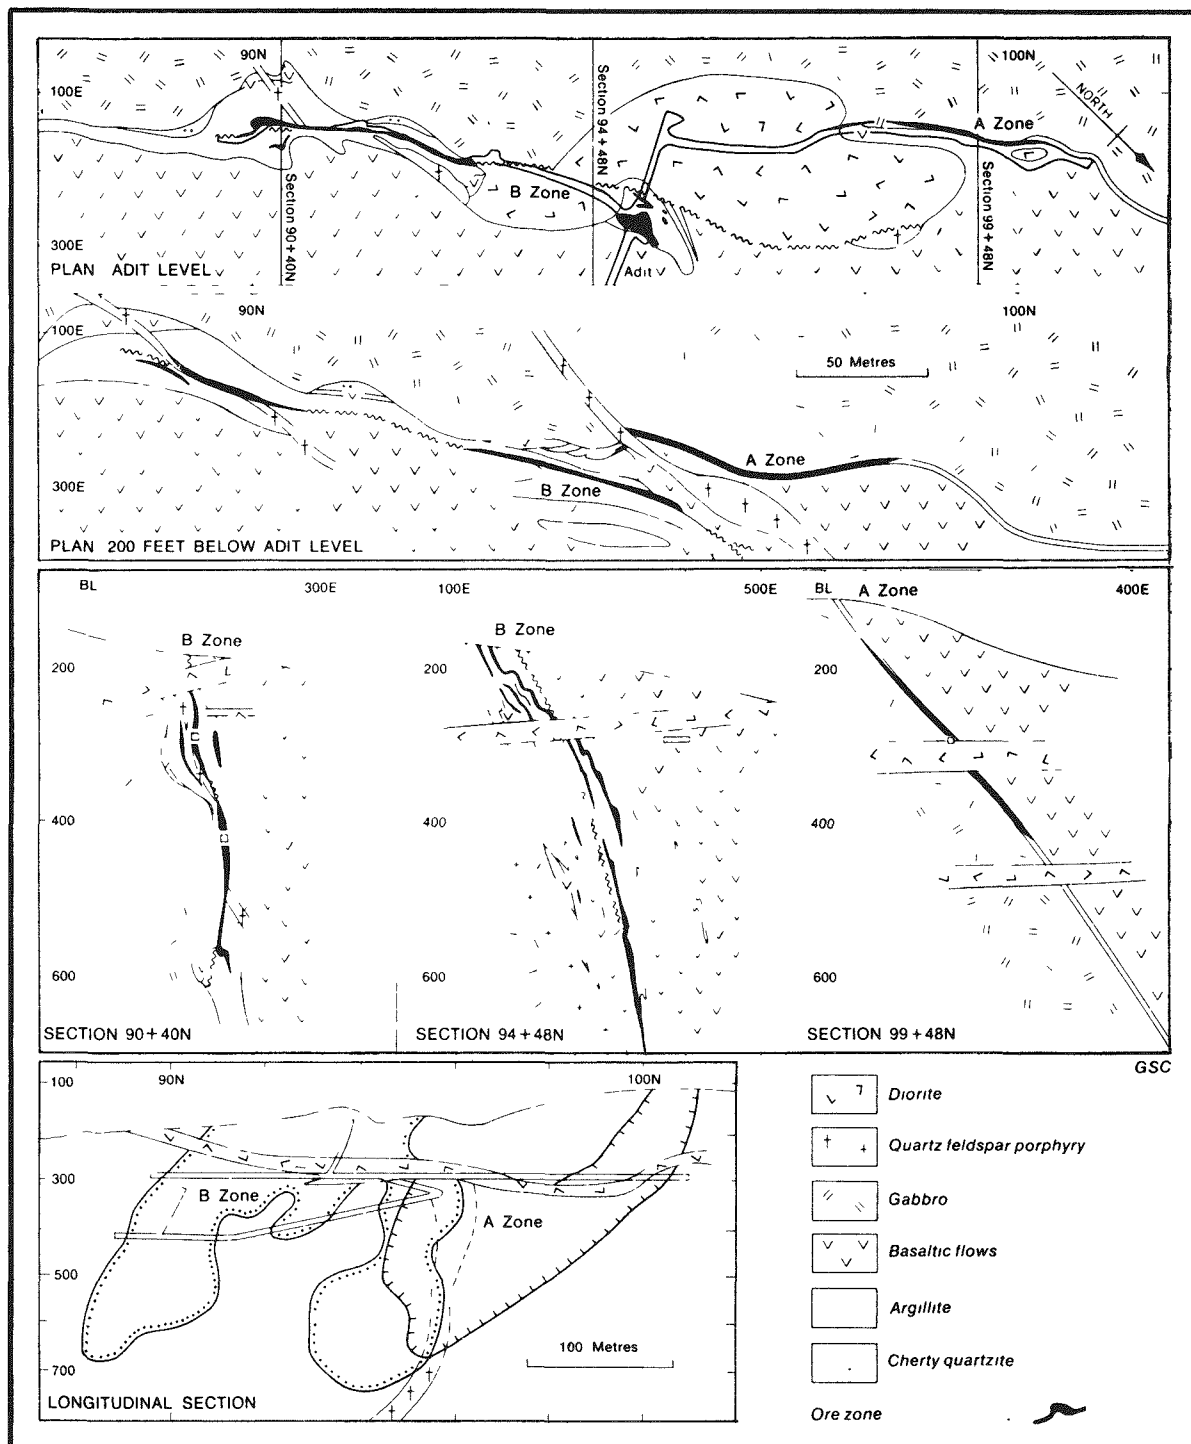 90N
100N
100E
Section 94+48N
NORTH
A Zone
Section 90+40N
B Zone
Section 99+48N
300E
Adit
PLAN ADIT LEVEL
90N
100N
100E
50 Metres
A Zone
300E
B Zone
PLAN 200 FEET BELOW ADIT LEVEL
BL
300E
100E
500E
BL
A Zone
400E
B Zone
B Zone
200
200
200
400
400
400
600
600
600
SECTION 90+40N
SECTION 94+48N
SECTION 99+48N
GSC
100
90N
100N
300
B Zone
A Zone
500
100 Metres
700
LONGITUDINAL SECTION
Diorite
Quartz feldspar porphyry
Gabbro
Basaltic flows
Argillite
Cherty quartzite
Ore zone